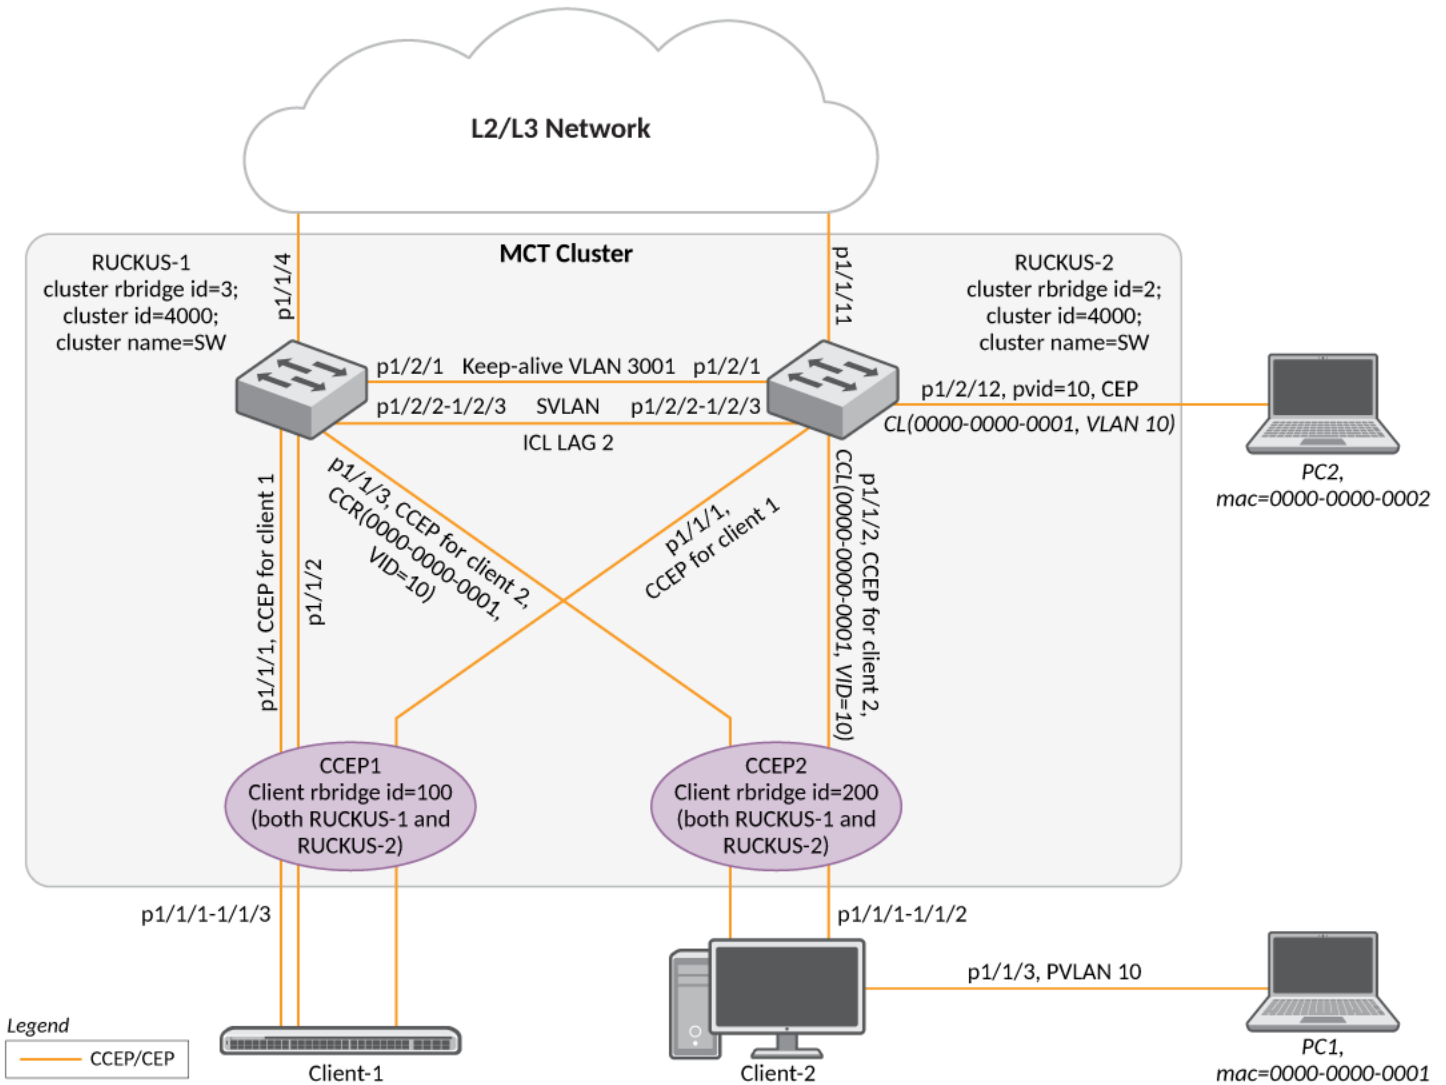 L2/L3 Network
MCT Cluster
RUCKUS-1
cluster rbridge id=3;
cluster id=4000;
cluster name=SW
p1/1/4
p1/1/11
RUCKUS-2
cluster rbridge id=2;
cluster id=4000;
cluster name=SW
p1/2/1 Keep-alive VLAN 3001 p1/2/1
p1/2/2-1/2/3 SVLAN p1/2/2-1/2/3
ICL LAG 2
p1/2/12, pvid=10, CEP
CL(0000-0000-0001, VLAN 10)
PC2,
mac=0000-0000-0002
p1/1/1, CCEP for client 1
p1/1/2
p1/1/3, CCEP for client 2,
CCR(0000-0000-0001,
VID=10)
p1/1/1,
CCEP for client 1
p1/1/2, CCEP for client 2,
CCL(0000-0000-0001, VID=10)
CCEP1
Client rbridge id=100
(both RUCKUS-1 and
RUCKUS-2)
CCEP2
Client rbridge id=200
(both RUCKUS-1 and
RUCKUS-2)
p1/1/1-1/1/3
p1/1/1-1/1/2
p1/1/3, PVLAN 10
Legend
CCEP/CEP
Client-1
Client-2
PC1,
mac=0000-0000-0001